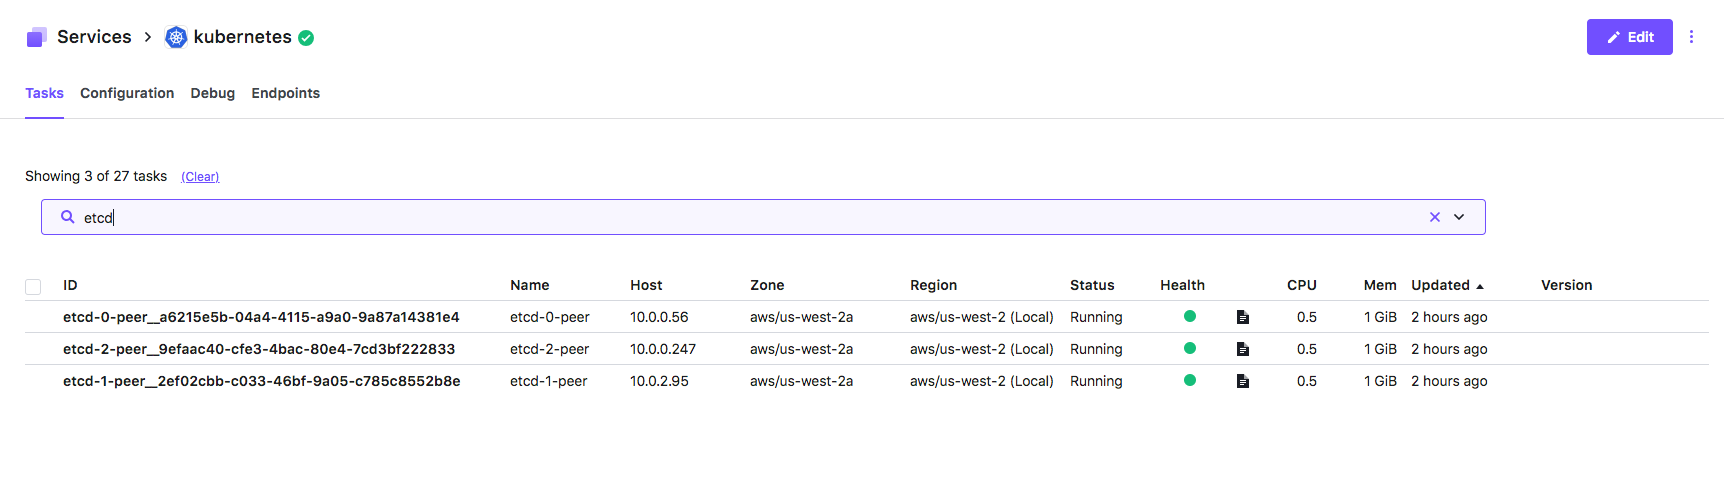 Services > kubernetes
Edit
Tasks Configuration Debug Endpoints
Showing 3 of 27 tasks (Clear)
etcd
ID Name Host Zone Region Status Health CPU Mem Updated Version
etcd-0-peer__a6215e5b-04a4-4115-a9a0-9a87a14381e4 etcd-0-peer 10.0.0.56 aws/us-west-2a aws/us-west-2 (Local) Running 0.5 1 GiB 2 hours ago
etcd-2-peer__9efaac40-cfe3-4bac-80e4-7cd3bf222833 etcd-2-peer 10.0.0.247 aws/us-west-2a aws/us-west-2 (Local) Running 0.5 1 GiB 2 hours ago
etcd-1-peer__2ef02cbb-c033-46bf-9a05-c785c8552b8e etcd-1-peer 10.0.2.95 aws/us-west-2a aws/us-west-2 (Local) Running 0.5 1 GiB 2 hours ago